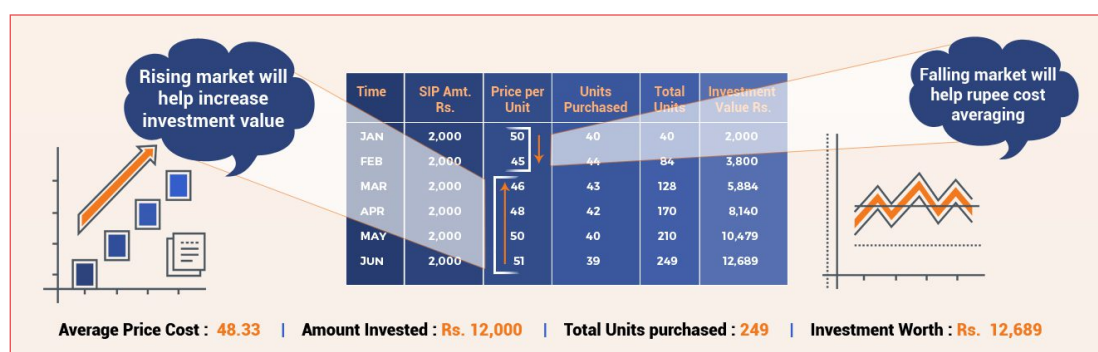 Rising market will
help increase
investment value
Time SIP Amt. Rs. Price per Unit Units Purchased Total Units Investment Value Rs.
JAN 2,000 50 40 40 2,000
FEB 2,000 45 44 84 3,800
MAR 2,000 46 43 128 5,884
APR 2,000 48 42 170 8,140
MAY 2,000 50 40 210 10,479
JUN 2,000 51 39 249 12,689
Falling market will
help rupee cost
averaging
Average Price Cost : 48.33 | Amount Invested : Rs. 12,000 | Total Units purchased : 249 | Investment Worth : Rs. 12,689